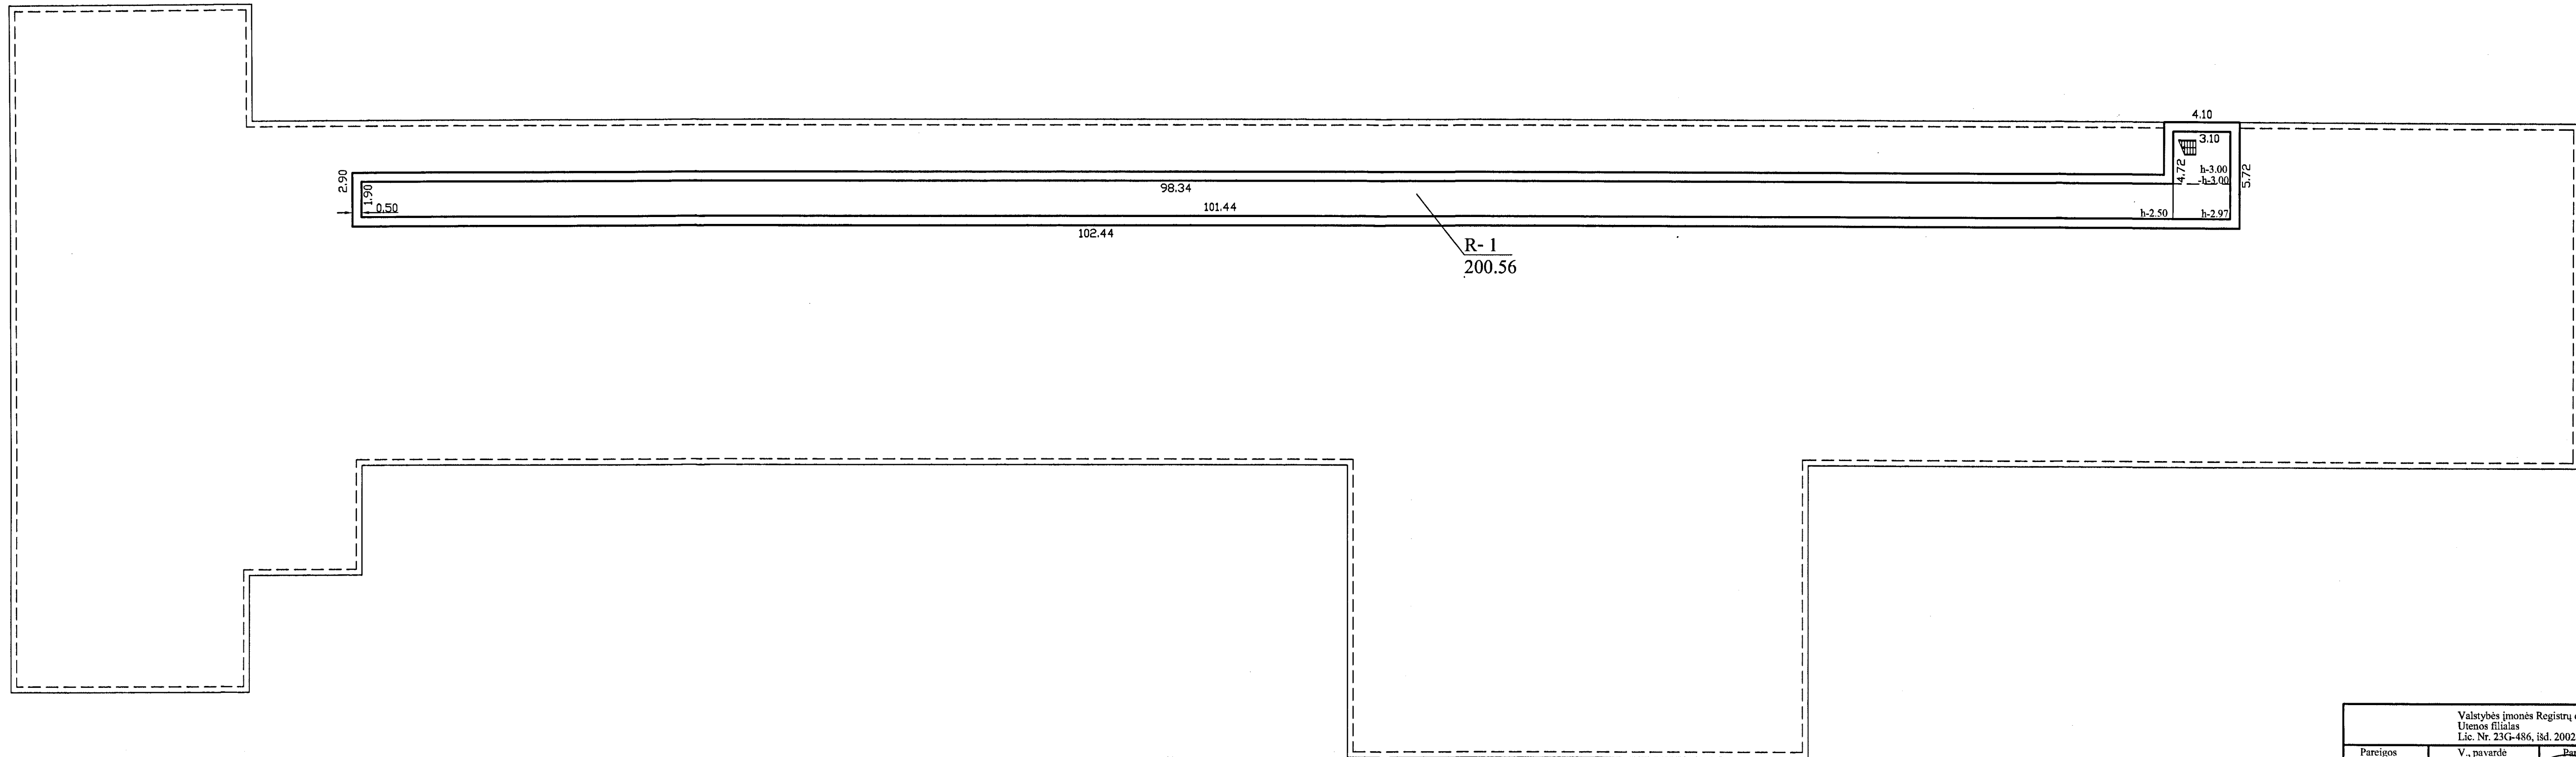 4.10
3.10
4.72
h-3.00
-h-3.00
5.72
2.90
1.90
98.34
0.50
101.44
h-2.50
h-2.97
102.44
R- 1
200.56
Valstybės įmonės Registrų
Utenos filialas
Lic. Nr. 23G-486, išd. 2002
Pareigos V., pavardė